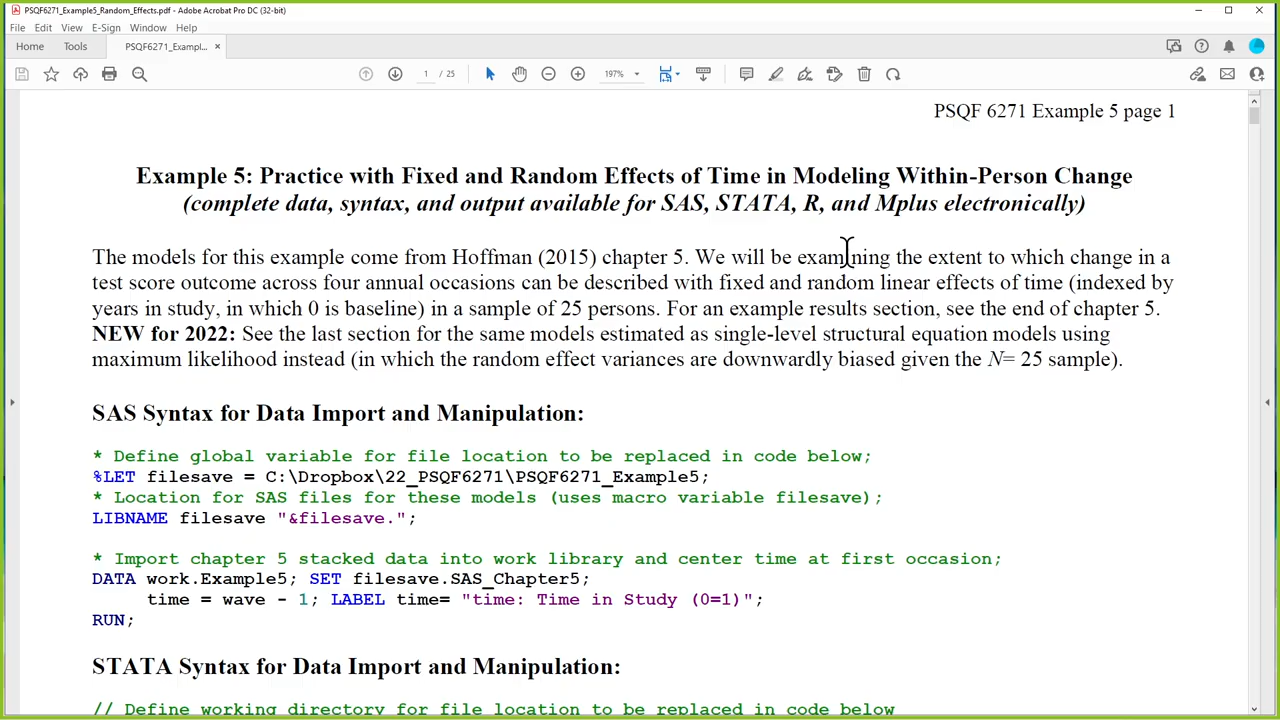 PSQF6271_Example5_Random_Effects.pdf - Adobe Acrobat Pro DC (32-bit)
File Edit View E-Sign Window Help
Home Tools PSQF6271_Exampl... ×
1 / 25 197%
PSQF 6271 Example 5 page 1
Example 5: Practice with Fixed and Random Effects of Time in Modeling Within-Person Change
(complete data, syntax, and output available for SAS, STATA, R, and Mplus electronically)
The models for this example come from Hoffman (2015) chapter 5. We will be examining the extent to which change in a
test score outcome across four annual occasions can be described with fixed and random linear effects of time (indexed by
years in study, in which 0 is baseline) in a sample of 25 persons. For an example results section, see the end of chapter 5.
NEW for 2022: See the last section for the same models estimated as single-level structural equation models using
maximum likelihood instead (in which the random effect variances are downwardly biased given the N= 25 sample).
SAS Syntax for Data Import and Manipulation:
* Define global variable for file location to be replaced in code below;
%LET filesave = C:\Dropbox\22_PSQF6271\PSQF6271_Example5;
* Location for SAS files for these models (uses macro variable filesave);
LIBNAME filesave "&filesave.";
* Import chapter 5 stacked data into work library and center time at first occasion;
DATA work.Example5; SET filesave.SAS_Chapter5;
time = wave - 1; LABEL time= "time: Time in Study (0=1)";
RUN;
STATA Syntax for Data Import and Manipulation:
// Define working directory for file location to be replaced in code below